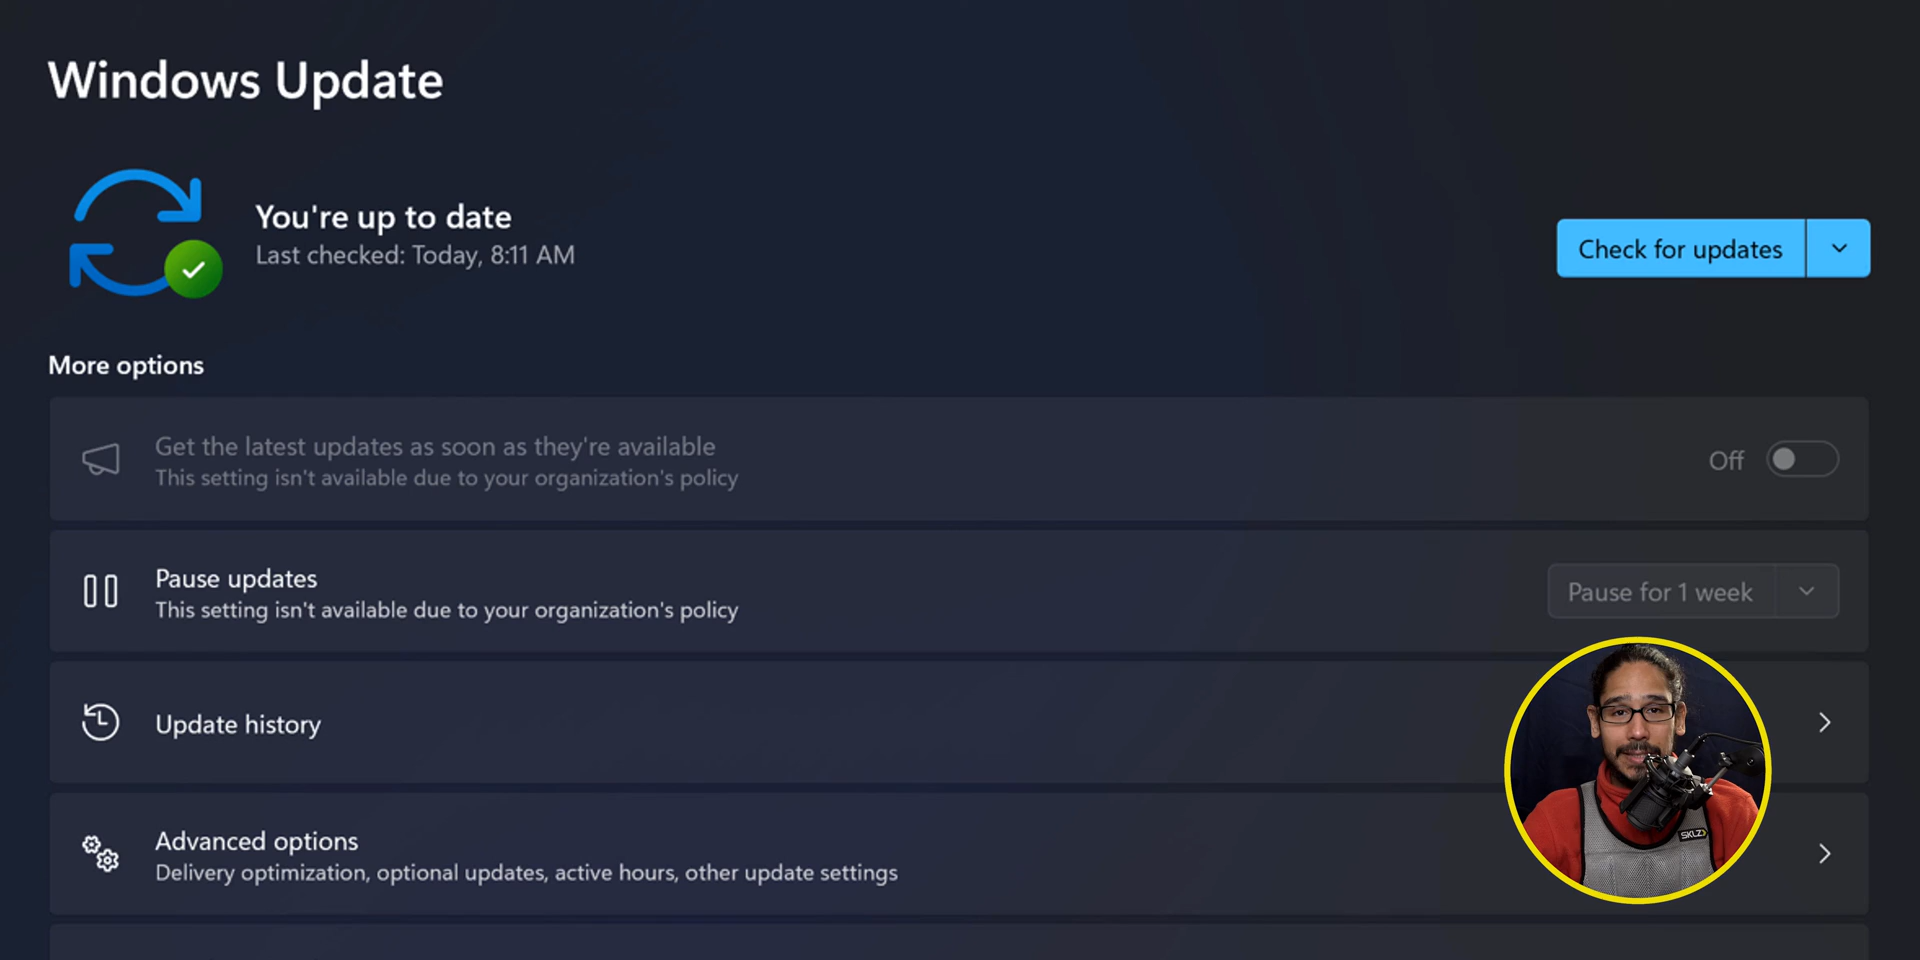 Windows Update
You're up to date
Last checked: Today, 8:11 AM
Check for updates
More options
Get the latest updates as soon as they're available
This setting isn't available due to your organization's policy
Off
Pause updates
This setting isn't available due to your organization's policy
Pause for 1 week
Update history
Advanced options
Delivery optimization, optional updates, active hours, other update settings
SKLZ